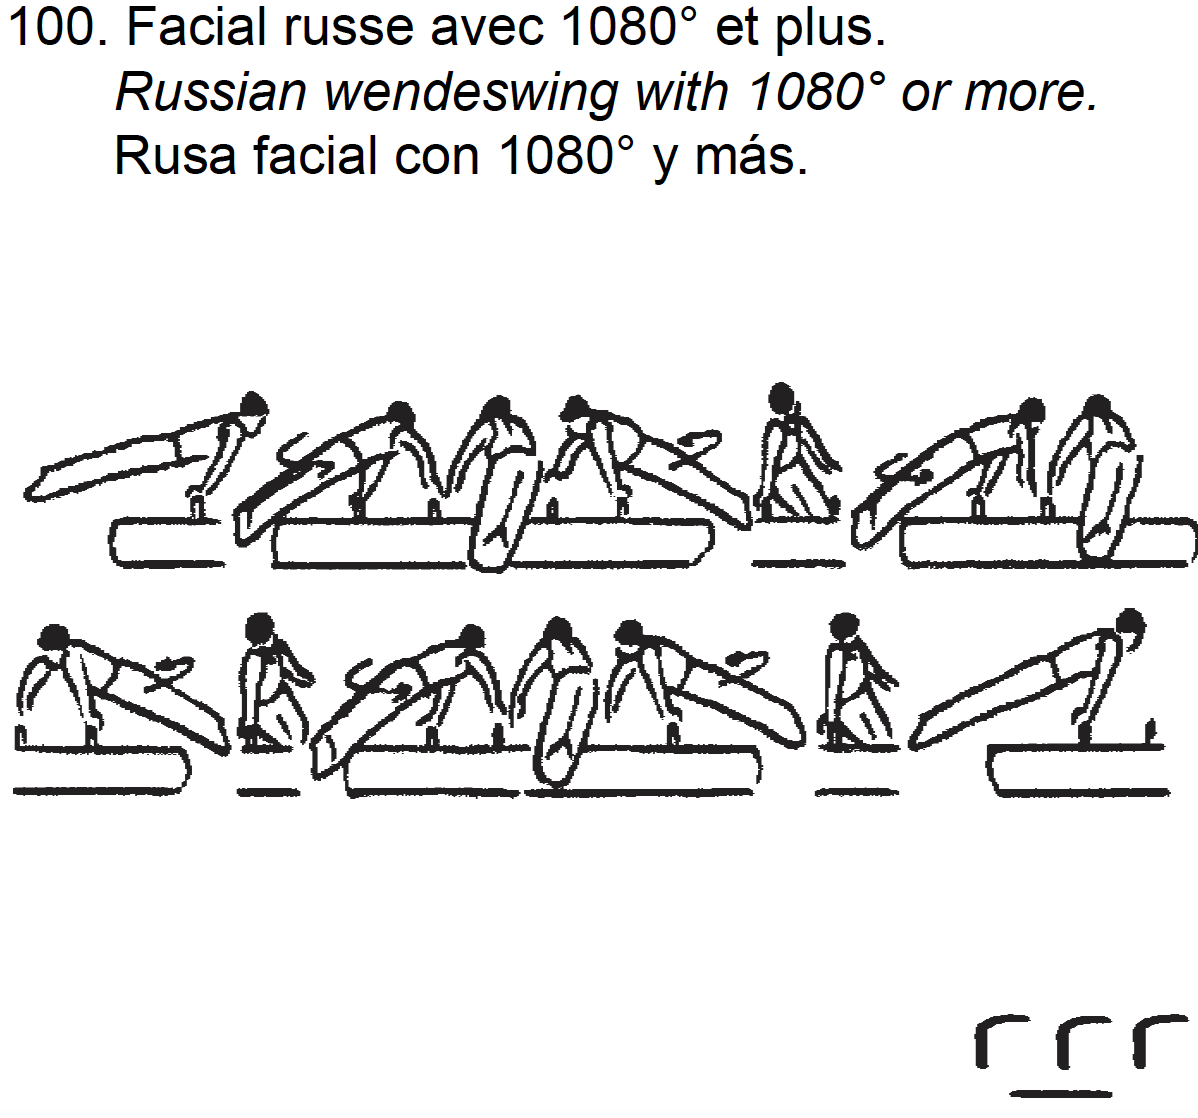 100. Facial russe avec 1080° et plus.
Russian wendeswing with 1080° or more.
Rusa facial con 1080° y más.